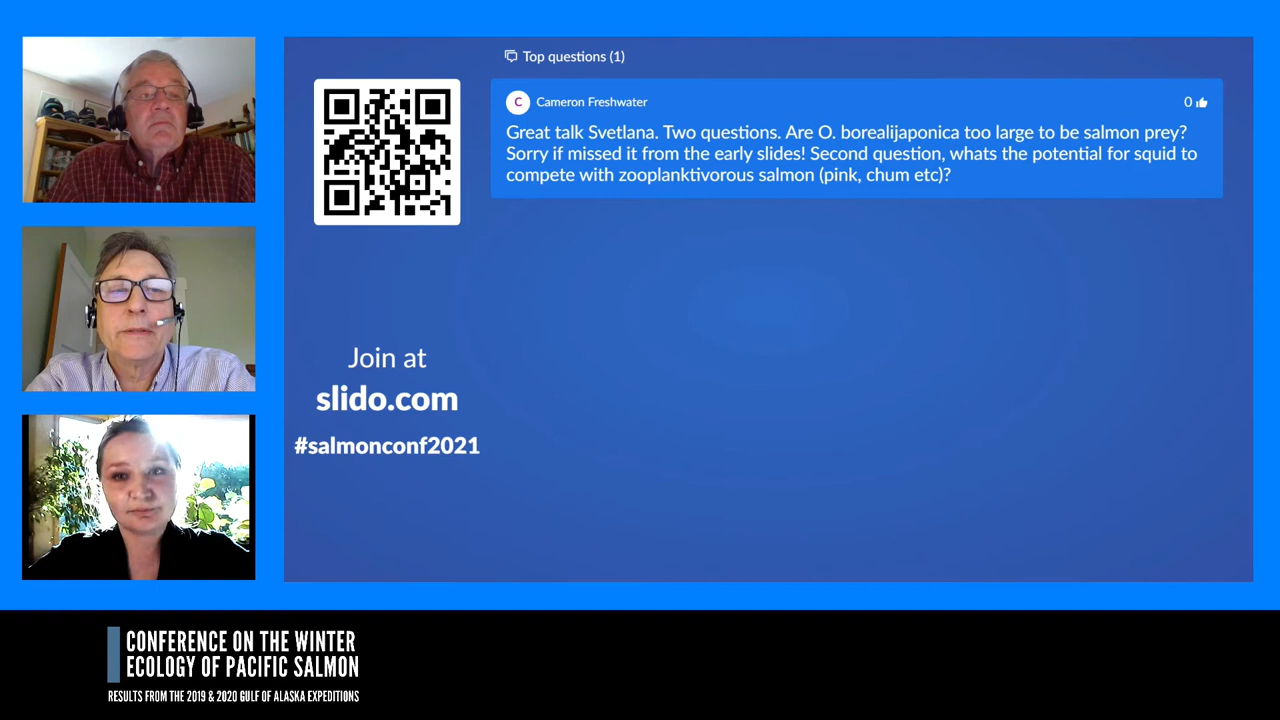 Top questions (1)
C Cameron Freshwater 0
Great talk Svetlana. Two questions. Are O. borealijaponica too large to be salmon prey?
Sorry if missed it from the early slides! Second question, whats the potential for squid to
compete with zooplanktivorous salmon (pink, chum etc)?
Join at
slido.com
#salmonconf2021
CONFERENCE ON THE WINTER
ECOLOGY OF PACIFIC SALMON
RESULTS FROM THE 2019 & 2020 GULF OF ALASKA EXPEDITIONS